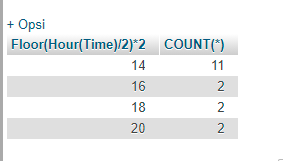 + Opsi
Floor(Hour(Time)/2)*2 COUNT(*)
14 11
16 2
18 2
20 2